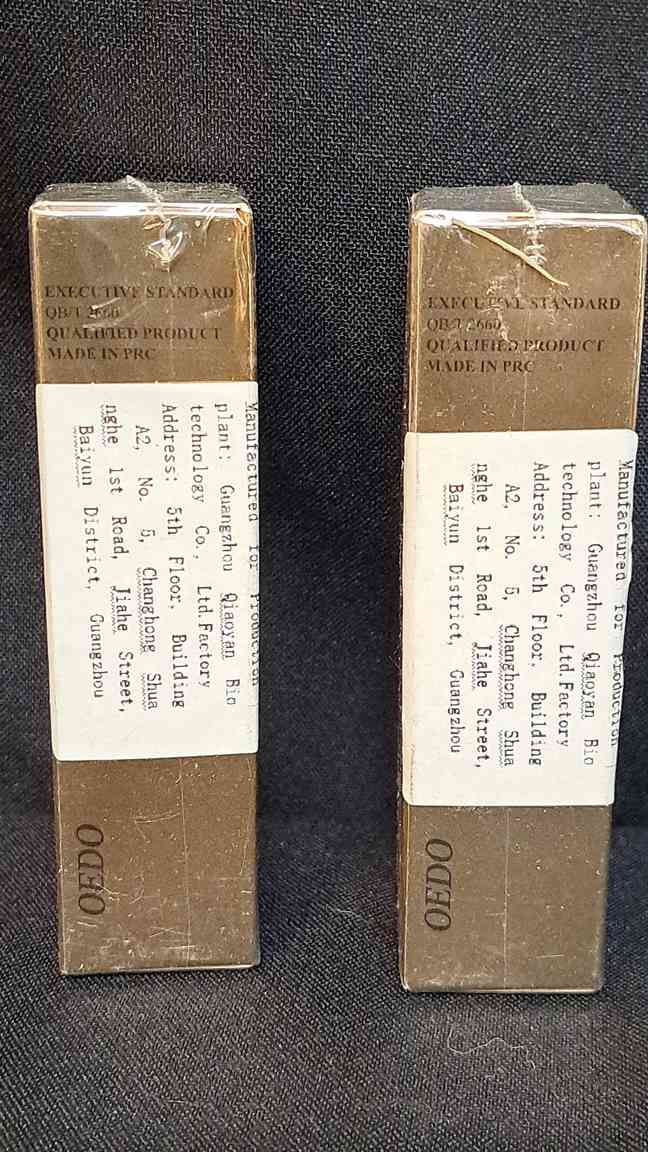 EXECUTIVE STANDARD
QB/T 2660
QUALIFIED PRODUCT
MADE IN PRC
Manufactured for Production
plant: Guangzhou Qiaoyan Bio
technology Co., Ltd.Factory
Address: 5th Floor, Building
A2, No. 5, Changhong Shua
nghe 1st Road, Jiahe Street,
Baiyun District, Guangzhou
OEDO
EXECUTIVE STANDARD
QB/T 2660
QUALIFIED PRODUCT
MADE IN PRC
Manufactured for Production
plant: Guangzhou Qiaoyan Bio
technology Co., Ltd.Factory
Address: 5th Floor, Building
A2, No. 5, Changhong Shua
nghe 1st Road, Jiahe Street,
Baiyun District, Guangzhou
OEDO